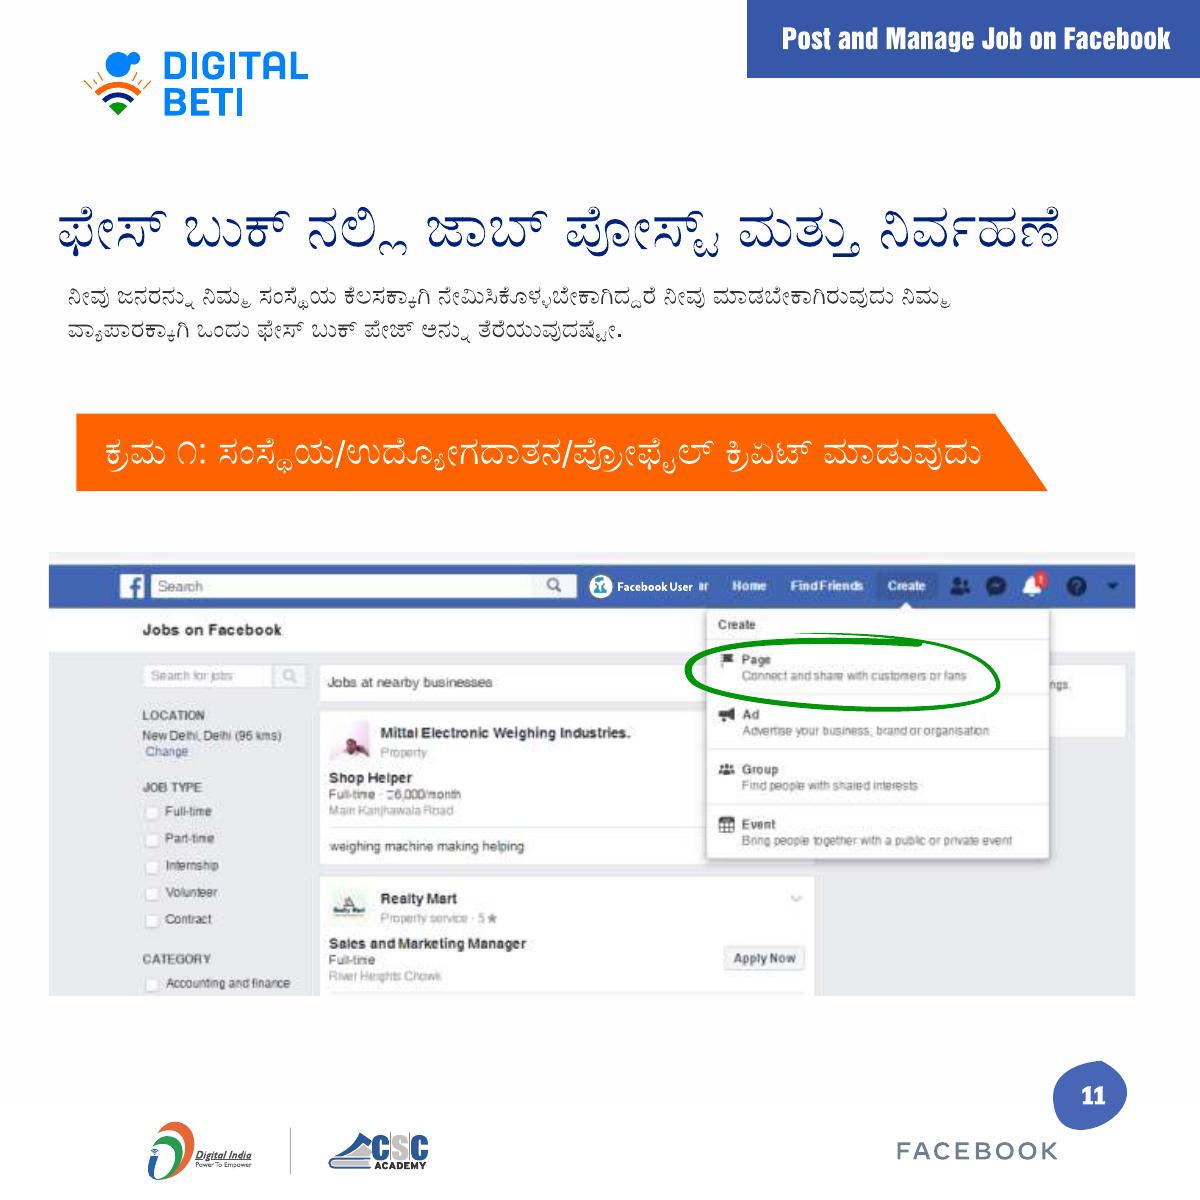 Post and Manage Job on Facebook
DIGITAL
BETI
ಫೇಸ್ ಬುಕ್ ನಲ್ಲಿ ಜಾಬ್ ಪೋಸ್ಟ್ ಮತ್ತು ನಿರ್ವಹಣೆ
ನೀವು ಜನರನ್ನು ನಿಮ್ಮ ಸಂಸ್ಥೆಯ ಕೆಲಸಕ್ಕಾಗಿ ನೇಮಿಸಿಕೊಳ್ಳಬೇಕಾಗಿದ್ದರೆ ನೀವು ಮಾಡಬೇಕಾಗಿರುವುದು ನಿಮ್ಮ
ವ್ಯಾಪಾರಕ್ಕಾಗಿ ಒಂದು ಫೇಸ್ ಬುಕ್ ಪೇಜ್ ಅನ್ನು ತೆರೆಯುವುದಷ್ಟೇ.
ಕ್ರಮ ೧: ಸಂಸ್ಥೆಯ/ಉದ್ಯೋಗದಾತನ/ಪ್ರೋಫೈಲ್ ಕ್ರಿಏಟ್ ಮಾಡುವುದು
Search
Facebook User
Home
Find Friends
Create
1
Jobs on Facebook
Create
Page
Connect and share with customers or fans
Ad
Advertise your business, brand or organisation
Group
Find people with shared interests
Event
Bring people together with a public or private event
ngs.
Search for jobs
LOCATION
New Delhi, Delhi (96 kms)
Change
JOB TYPE
Full-time
Part-time
Internship
Volunteer
Contract
CATEGORY
Accounting and finance
Jobs at nearby businesses
Mittal Electronic Weighing Industries.
Property
Shop Helper
Full-time · 6,000/month
Main Kanjhawala Road
weighing machine making helping
Realty Mart
Property service · 5★
Sales and Marketing Manager
Full-time
River Heights Chowk
Apply Now
11
Digital India
Power To Empower
CSC
ACADEMY
FACEBOOK